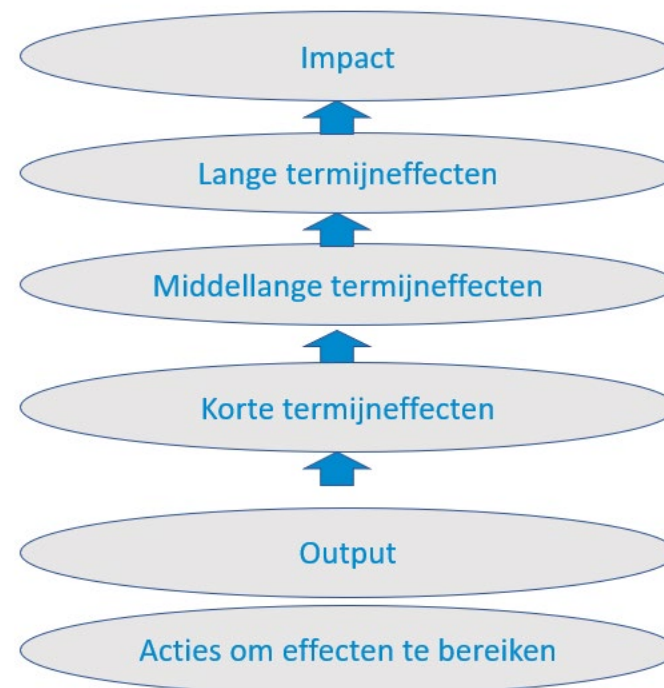 Impact
Lange termijneffecten
Middellange termijneffecten
Korte termijneffecten
Output
Acties om effecten te bereiken